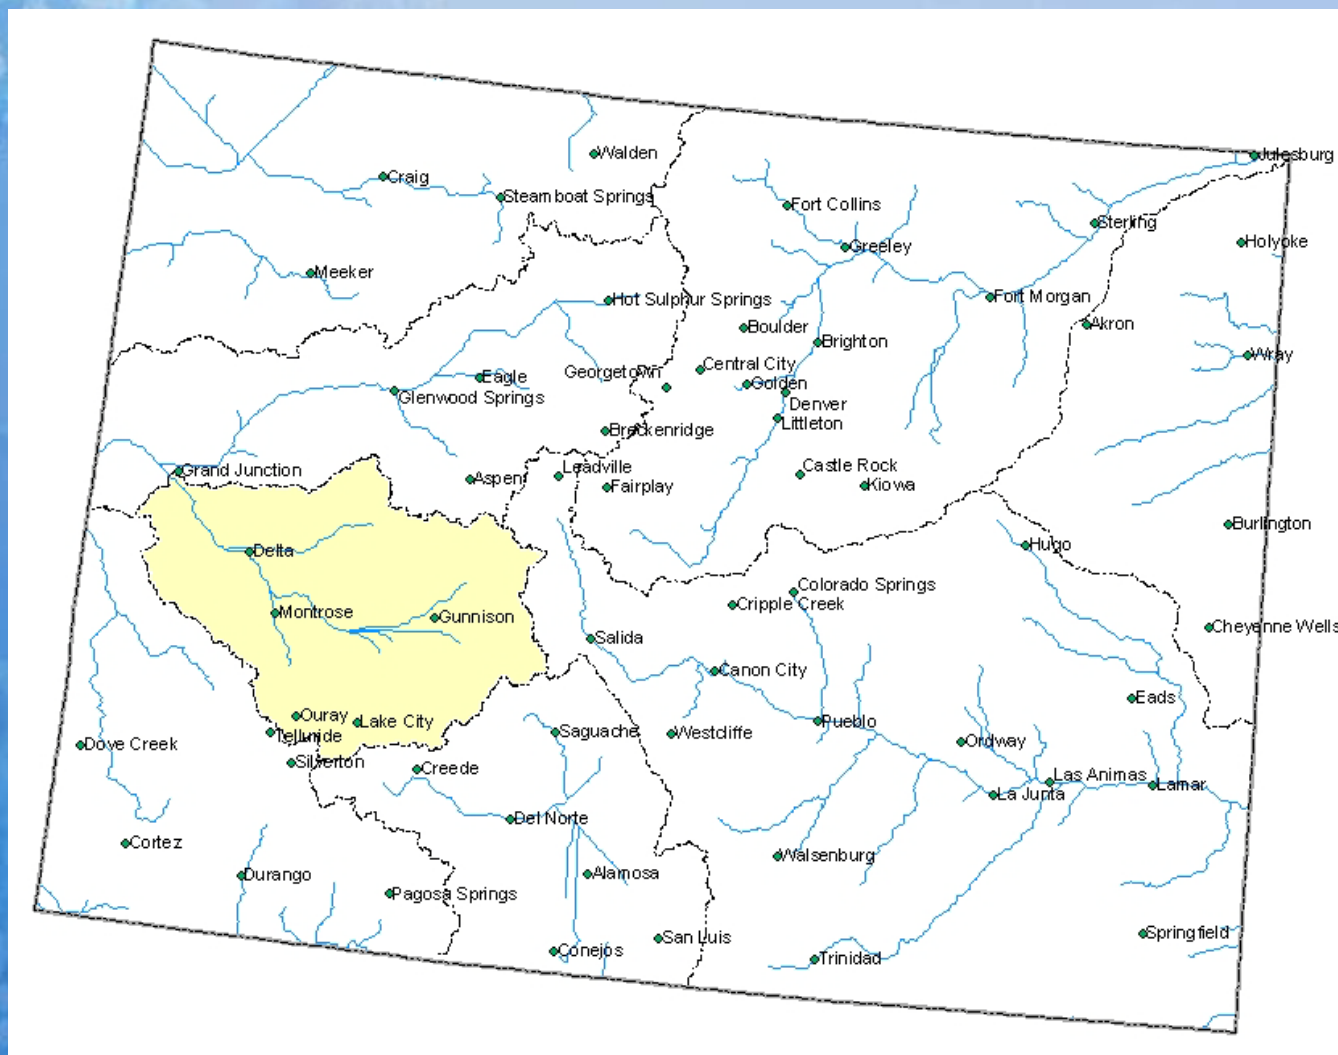 Julesburg
Walden
Craig
Steamboat Springs
Fort Collins
Sterling
Greeley
Holyoke
Meeker
Hot Sulphur Springs
Fort Morgan
Boulder
Akron
Brighton
Wray
Central City
Georgetown
Eagle
Golden
Glenwood Springs
Denver
Littleton
Breckenridge
Grand Junction
Leadville
Castle Rock
Aspen
Fairplay
Kiowa
Burlington
Delta
Hugo
Colorado Springs
Cripple Creek
Montrose
Gunnison
Cheyenne Wells
Salida
Canon City
Eads
Ouray
Lake City
Pueblo
Telluride
Saguache
Westcliffe
Dove Creek
Ordway
Silverton
Creede
Las Animas
Lamar
La Junta
Del Norte
Cortez
Walsenburg
Durango
Alamosa
Pagosa Springs
San Luis
Springfield
Conejos
Trinidad